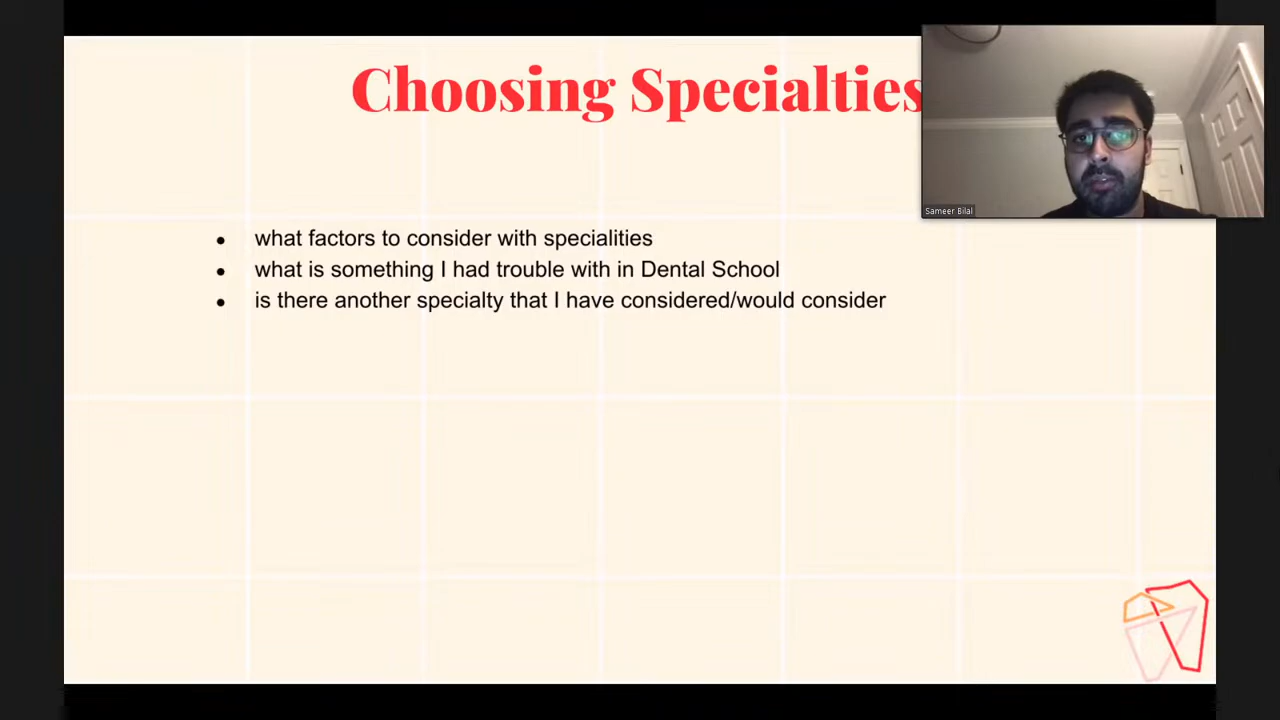 Choosing Specialties
Sameer Bilal
what factors to consider with specialities
what is something I had trouble with in Dental School
is there another specialty that I have considered/would consider